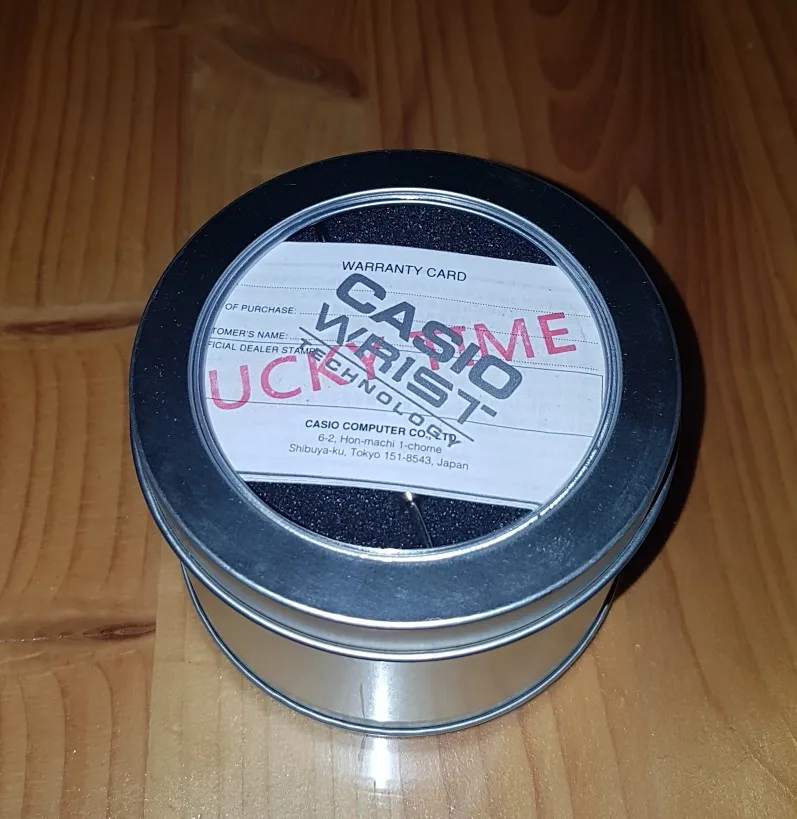 WARRANTY CARD
OF PURCHASE:
TOMER'S NAME:
FICIAL DEALER STAMP
CASIO
WRIST
TECHNOLOGY
UCKY TIME
CASIO COMPUTER CO., LTD.
6-2, Hon-machi 1-chome
Shibuya-ku, Tokyo 151-8543, Japan